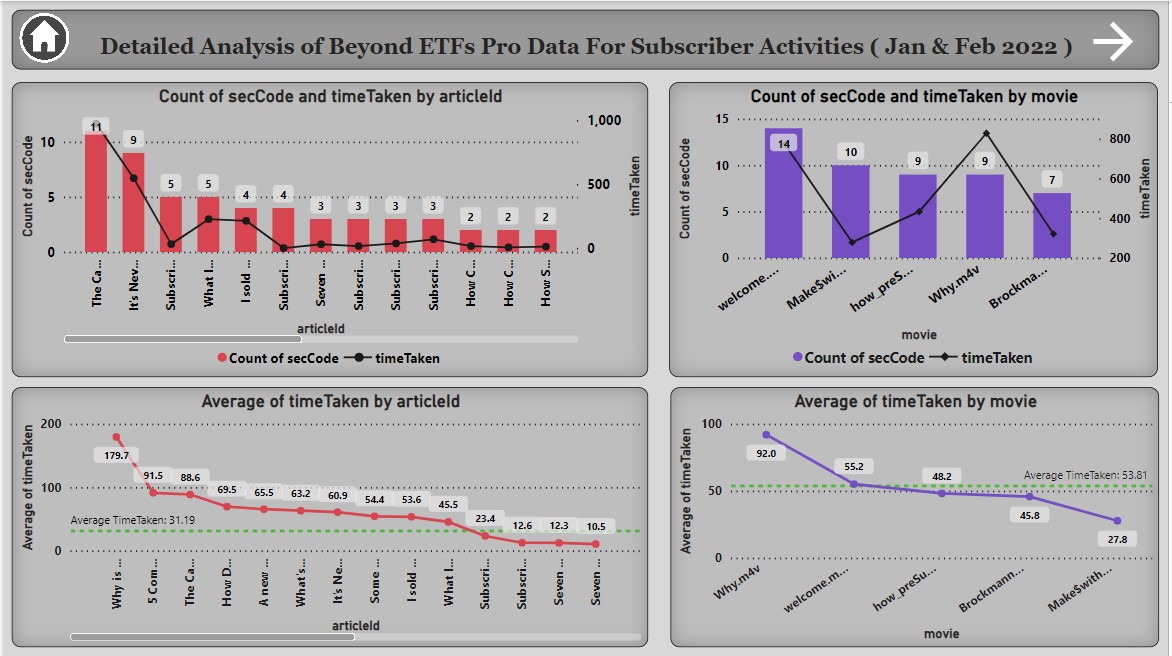 Detailed Analysis of Beyond ETFs Pro Data For Subscriber Activities ( Jan & Feb 2022 )
Count of secCode and timeTaken by articleId
Count of secCode
10
5
0
11
9
5
5
4
4
3
3
3
3
2
2
2
1,000
500
0
timeTaken
The Ca...
It's Nev...
Subscri...
What I...
I sold ...
Subscri...
Seven ...
Subscri...
Subscri...
Subscri...
How C...
How C...
How S...
articleId
Count of secCode
timeTaken
Count of secCode and timeTaken by movie
Count of secCode
15
10
5
0
14
10
9
9
7
800
600
400
200
timeTaken
welcome....
Make$wi...
how_preS...
Why.m4v
Brockma...
movie
Count of secCode
timeTaken
Average of timeTaken by articleId
Average of timeTaken
200
100
0
179.7
91.5
88.6
69.5
65.5
63.2
60.9
54.4
53.6
45.5
23.4
12.6
12.3
10.5
Average TimeTaken: 31.19
Why is ...
5 Com...
The Ca...
How D...
A new ...
What's...
It's Ne...
Some ...
I sold ...
What I...
Subscri...
Subscri...
Seven ...
Seven ...
articleId
Average of timeTaken by movie
Average of timeTaken
100
50
0
92.0
55.2
48.2
45.8
27.8
Average TimeTaken: 53.81
Why.m4v
welcome.m...
how_preSu...
Brockmann...
Make$with...
movie